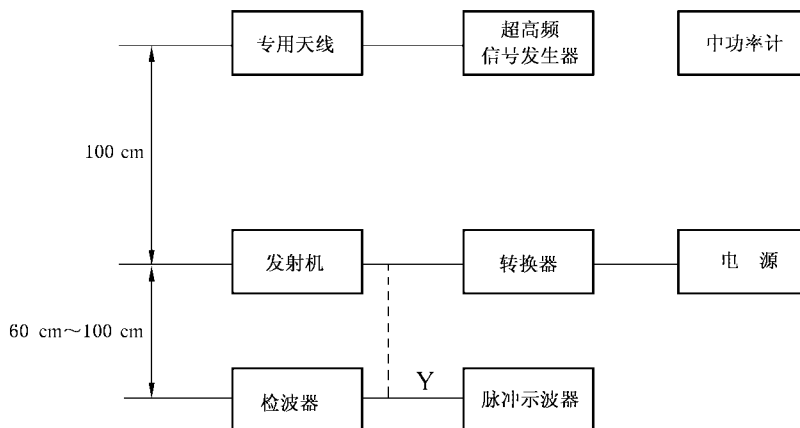 专用天线
超高频
信号发生器
中功率计
100 cm
发射机
转换器
电 源
60 cm～100 cm
检波器
Y
脉冲示波器